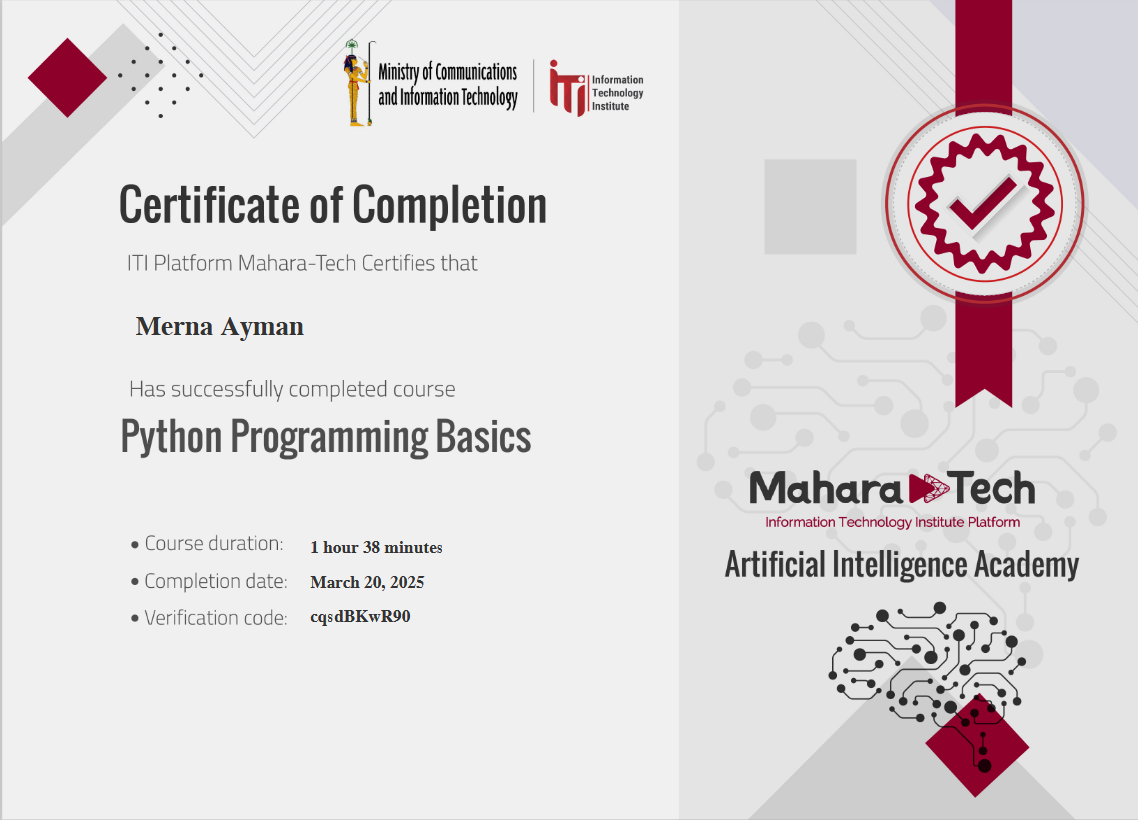 Ministry of Communications
and Information Technology
iTi
Information
Technology
Institute
Certificate of Completion
ITI Platform Mahara-Tech Certifies that
Merna Ayman
Has successfully completed course
Python Programming Basics
• Course duration: 1 hour 38 minutes
• Completion date: March 20, 2025
• Verification code: cqsdBKwR90
Mahara Tech
Information Technology Institute Platform
Artificial Intelligence Academy